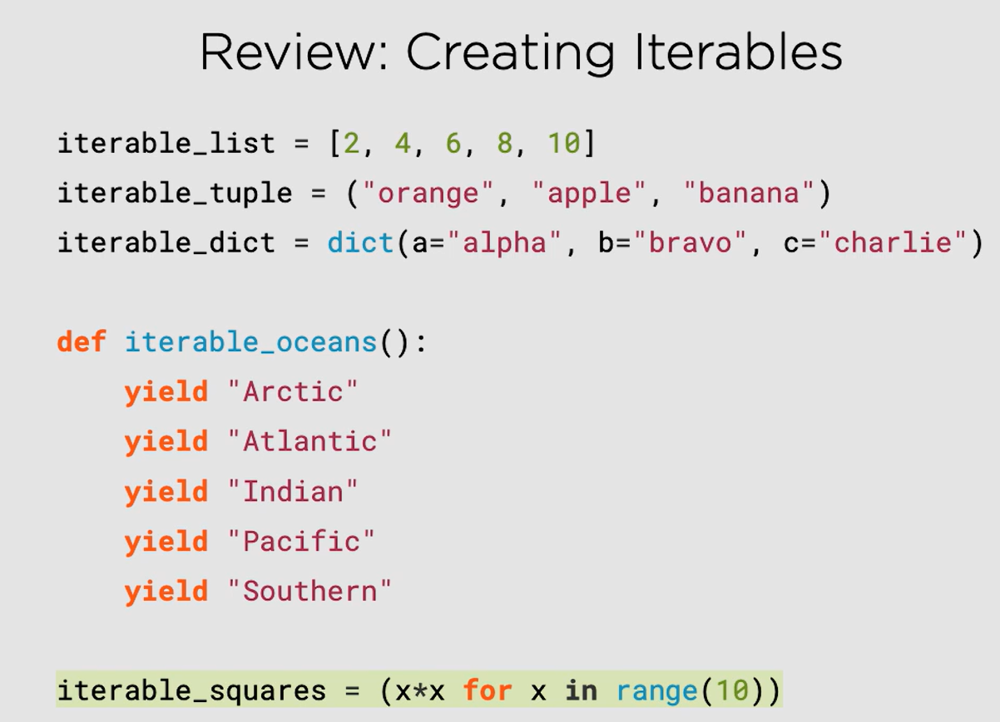 Review: Creating Iterables
iterable_list = [2, 4, 6, 8, 10]
iterable_tuple = ("orange", "apple", "banana")
iterable_dict = dict(a="alpha", b="bravo", c="charlie")
def iterable_oceans():
    yield "Arctic"
    yield "Atlantic"
    yield "Indian"
    yield "Pacific"
    yield "Southern"
iterable_squares = (x*x for x in range(10))